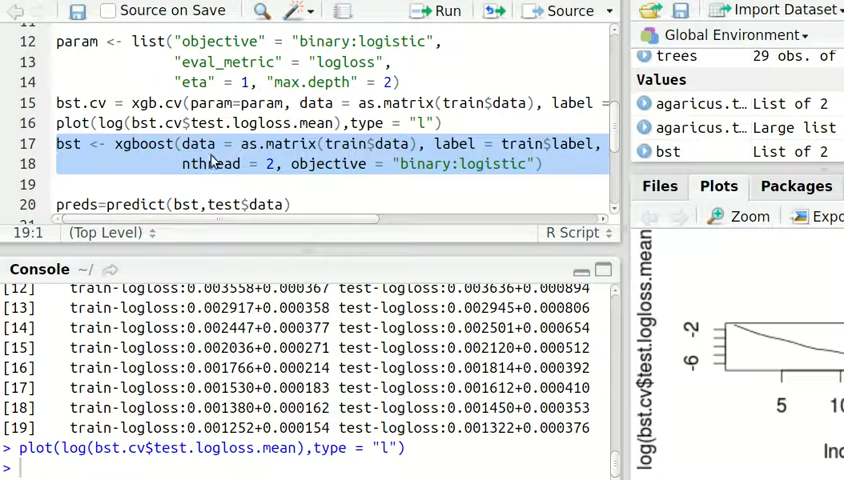 Source on Save
Run
Source
Import Dataset
Global Environment
12
13
14
15
16
17
18
19
20
param <- list("objective" = "binary:logistic",
"eval_metric" = "logloss",
"eta" = 1, "max.depth" = 2)
bst.cv = xgb.cv(param=param, data = as.matrix(train$data), label =
plot(log(bst.cv$test.logloss.mean),type = "l")
bst <- xgboost(data = as.matrix(train$data), label = train$label,
nthread = 2, objective = "binary:logistic")
preds=predict(bst,test$data)
19:1
(Top Level)
R Script
trees 29 obs. of
Values
agaricus.t… List of 2
agaricus.t… Large list
bst List of 2
Files
Plots
Packages
Zoom
Expo
Console ~/
[12] train-logloss:0.003558+0.000367 test-logloss:0.003636+0.000894
[13] train-logloss:0.002917+0.000358 test-logloss:0.002945+0.000806
[14] train-logloss:0.002447+0.000377 test-logloss:0.002501+0.000654
[15] train-logloss:0.002036+0.000271 test-logloss:0.002120+0.000512
[16] train-logloss:0.001766+0.000214 test-logloss:0.001814+0.000392
[17] train-logloss:0.001530+0.000183 test-logloss:0.001612+0.000410
[18] train-logloss:0.001380+0.000162 test-logloss:0.001450+0.000353
[19] train-logloss:0.001252+0.000154 test-logloss:0.001322+0.000376
> plot(log(bst.cv$test.logloss.mean),type = "l")
>
log(bst.cv$test.logloss.mean
-2
-6
5
10
Inc